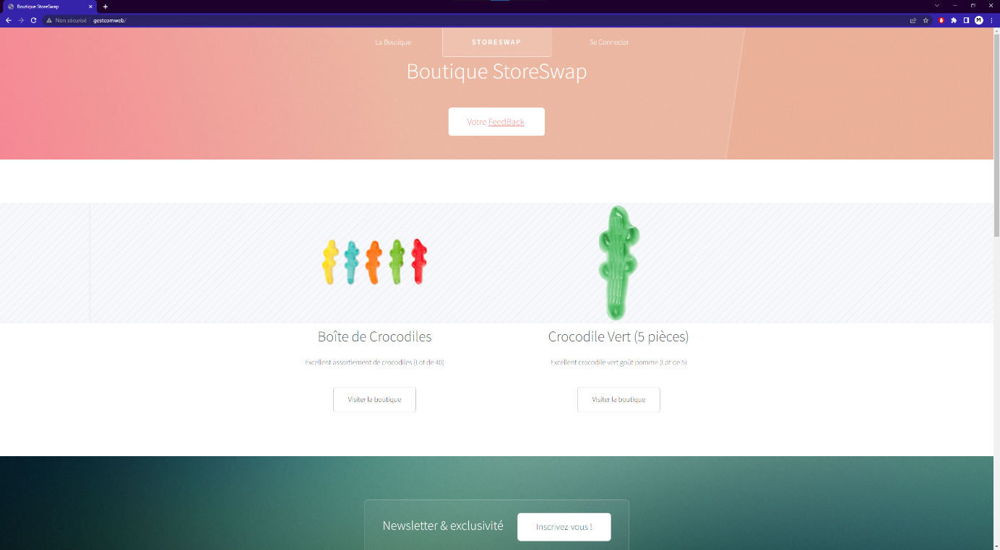 Boutique StoreSwap
Non sécurisé gestcomweb/
M
La Boutique STORESWAP Se Connecter
Boutique StoreSwap
Votre FeedBack
Boîte de Crocodiles
Excellent assortiement de crocodiles (Lot de 40)
Visiter la boutique
Crocodile Vert (5 pièces)
Excellent crocodile vert goût pomme (Lot de 5)
Visiter la boutique
Newsletter & exclusivité Inscrivez-vous !